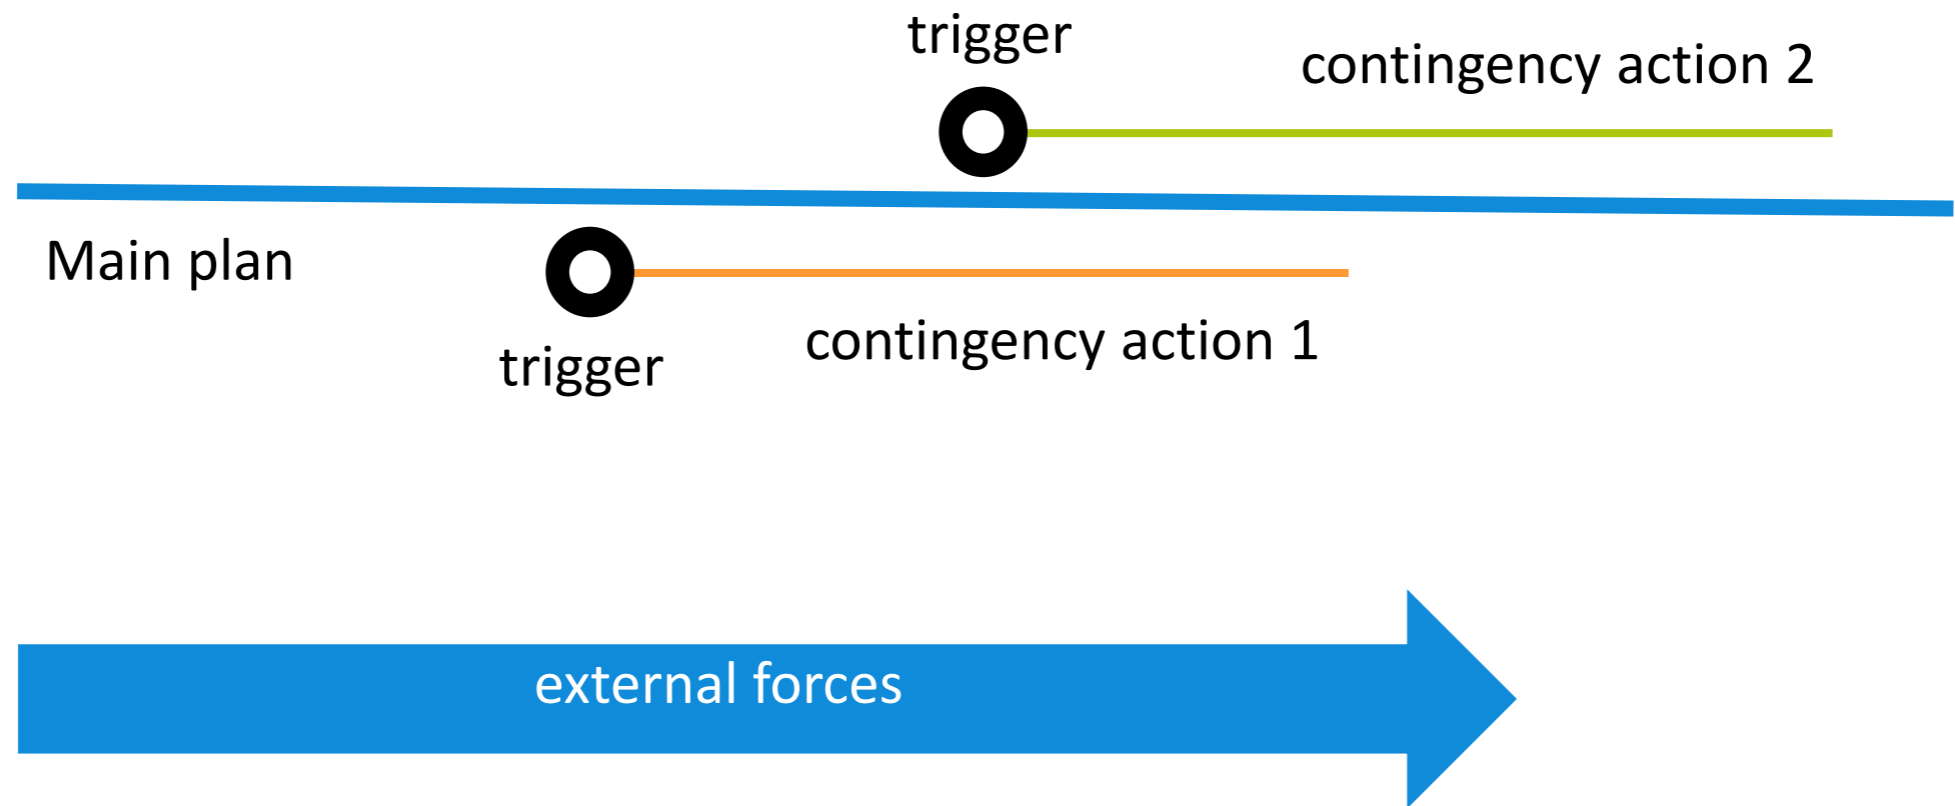 trigger
contingency action 2
Main plan
contingency action 1
trigger
external forces